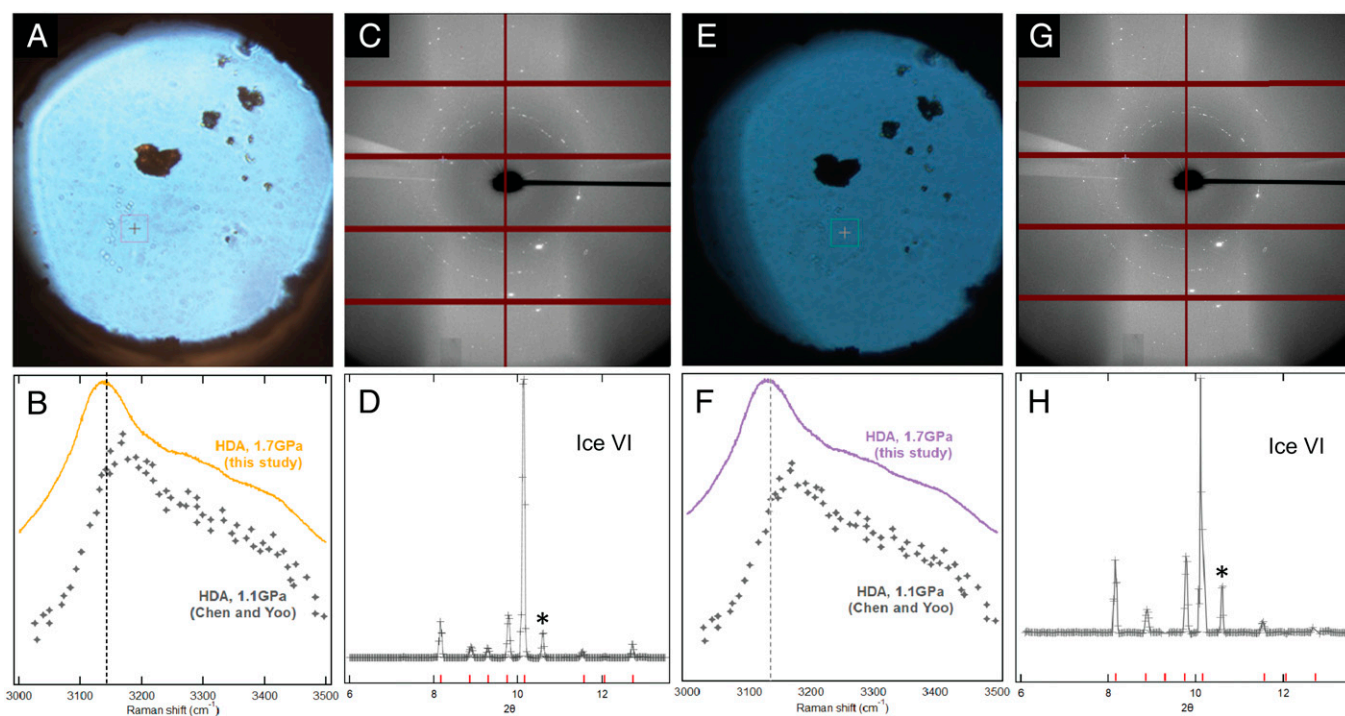 A
C
E
G
B
HDA, 1.7GPa
(this study)
HDA, 1.1GPa
(Chen and Yoo)
3000 3100 3200 3300 3400 3500
Raman shift (cm-1)
D
Ice VI
*
6 8 10 12
2θ
F
HDA, 1.7GPa
(this study)
HDA, 1.1GPa
(Chen and Yoo)
3000 3100 3200 3300 3400 3500
Raman shift (cm-1)
H
Ice VI
*
6 8 10 12
2θ